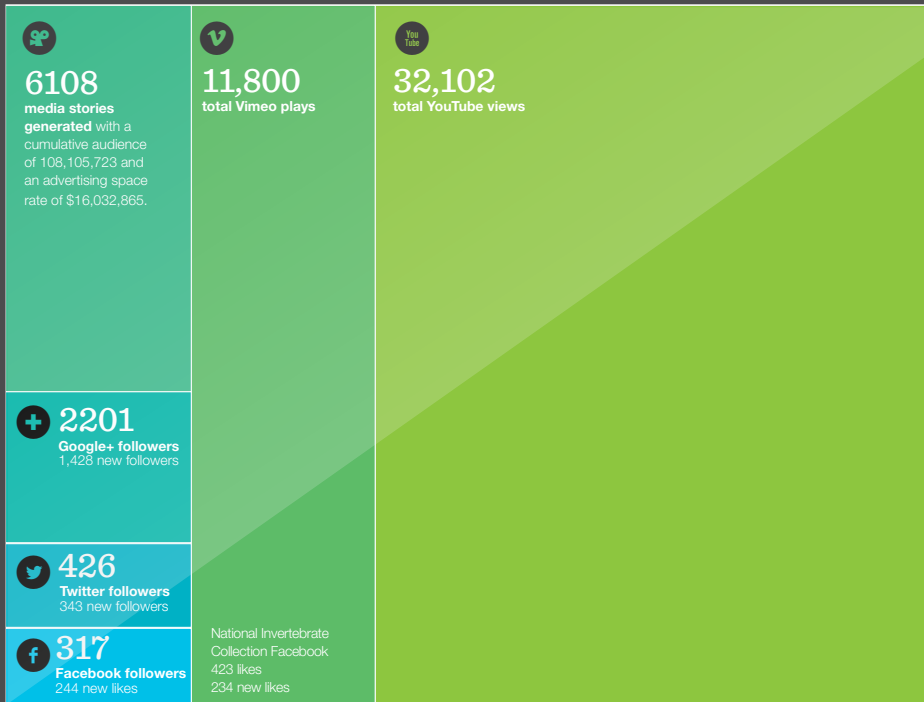 6108
media stories
generated with a
cumulative audience
of 108,105,723 and
an advertising space
rate of $16,032,865.
2201
Google+ followers
1,428 new followers
426
Twitter followers
343 new followers
317
Facebook followers
244 new likes
11,800
total Vimeo plays
National Invertebrate
Collection Facebook
423 likes
234 new likes
You
Tube
32,102
total YouTube views